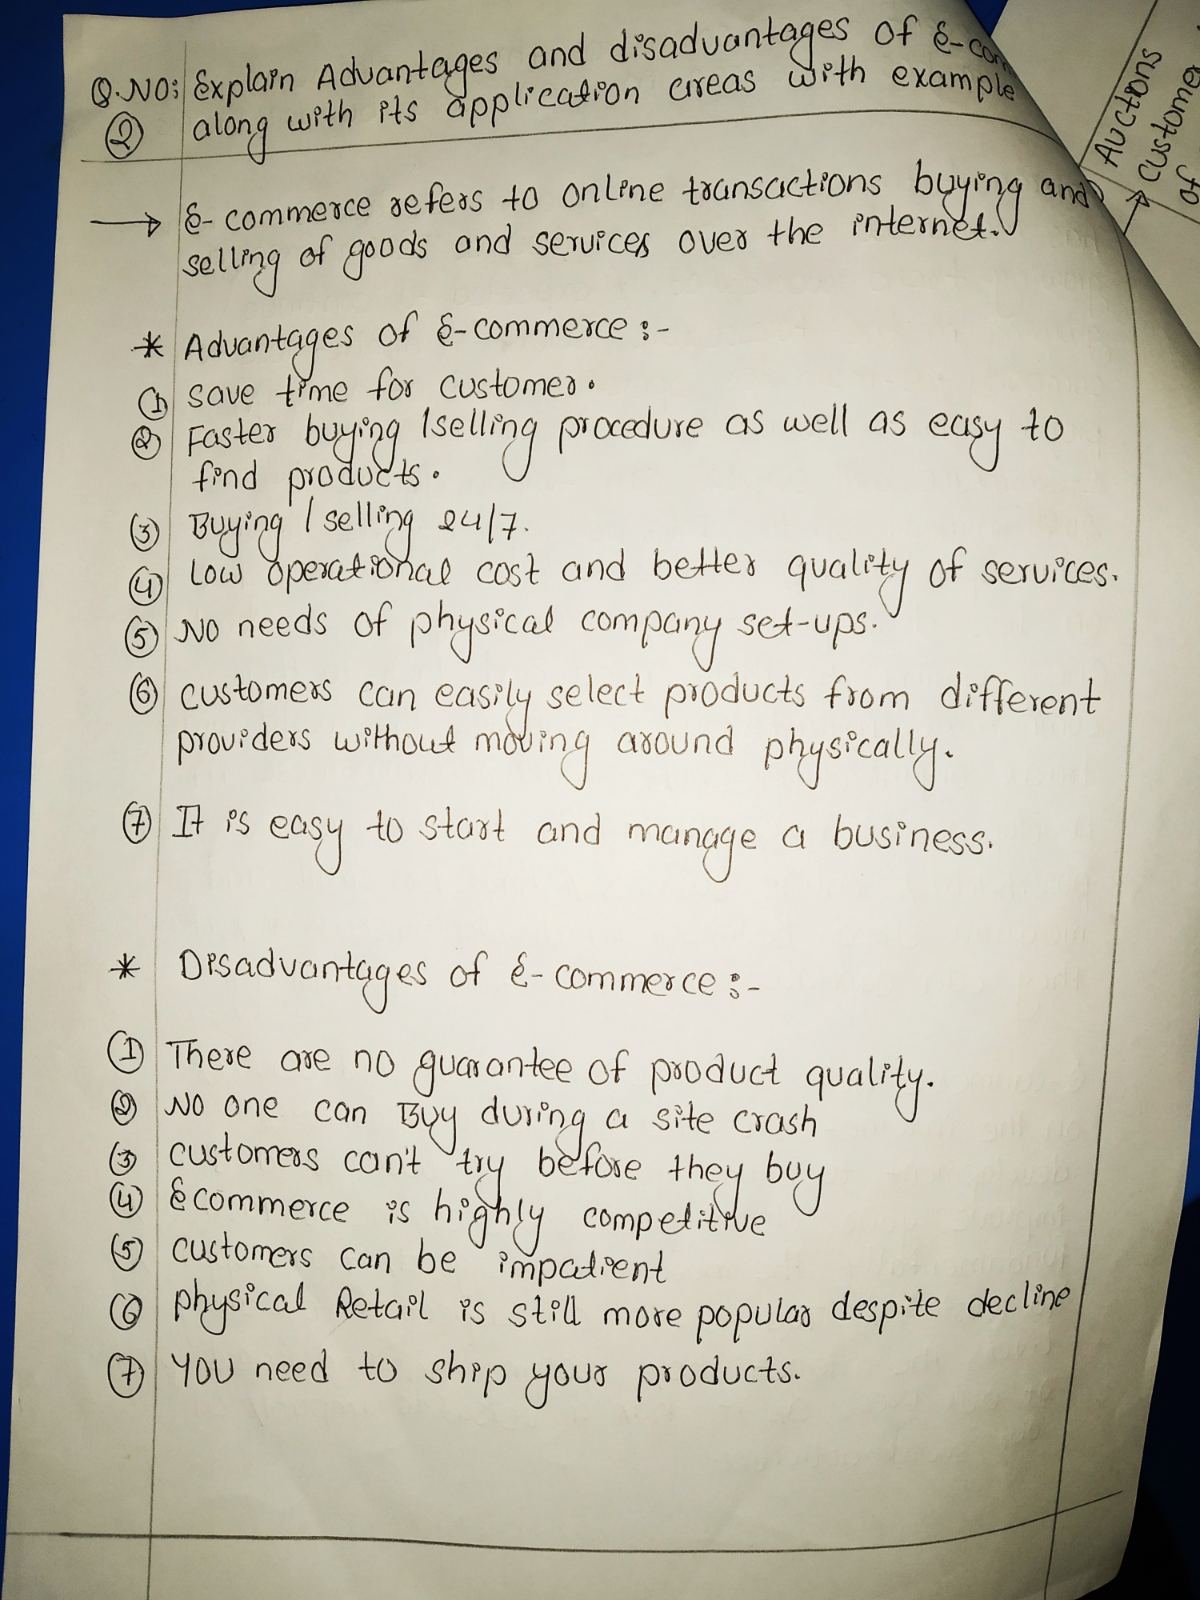 Q.NO: Explain Advantages and disadvantages of E-com
② along with its application areas with example
→ E-commerce refers to online transactions buying and
selling of goods and services over the internet.
* Advantages of E-commerce :-
① Save time for customer.
② Faster buying / selling procedure as well as easy to
find products.
③ Buying / selling 24/7.
④ Low operational cost and better quality of services.
⑤ No needs of physical company set-ups.
⑥ customers can easily select products from different
providers without moving around physically.
⑦ It is easy to start and manage a business.
* Disadvantages of E-commerce :-
① There are no guarantee of product quality.
② No one can Buy during a site crash
③ customers can't try before they buy
④ Ecommerce is highly competitive
⑤ customers can be impatient
⑥ physical Retail is still more popular despite decline
⑦ YOU need to ship your products.
Auctions
→ customer
of